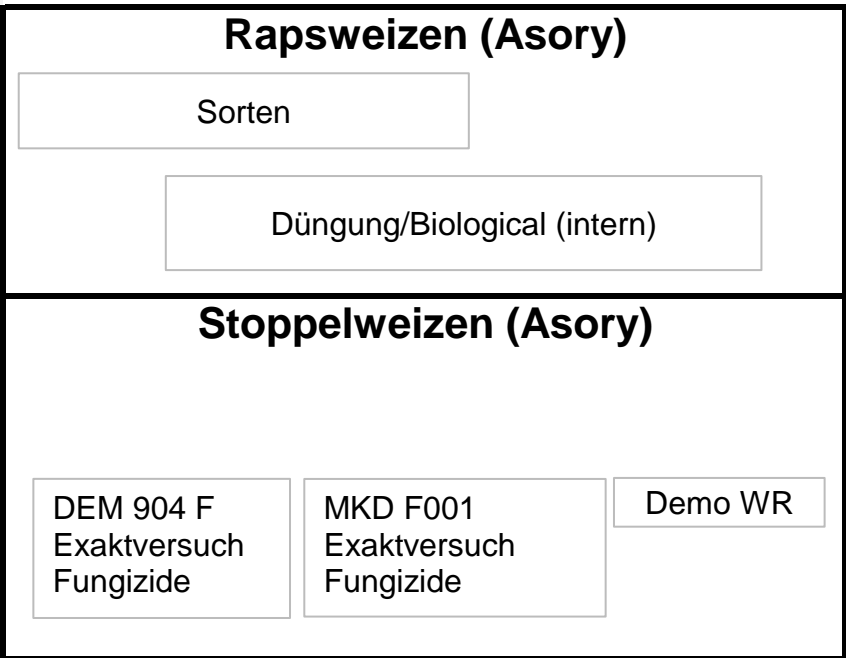 Rapsweizen (Asory)
Sorten
Düngung/Biological (intern)
Stoppelweizen (Asory)
DEM 904 F
Exaktversuch
Fungizide
MKD F001
Exaktversuch
Fungizide
Demo WR